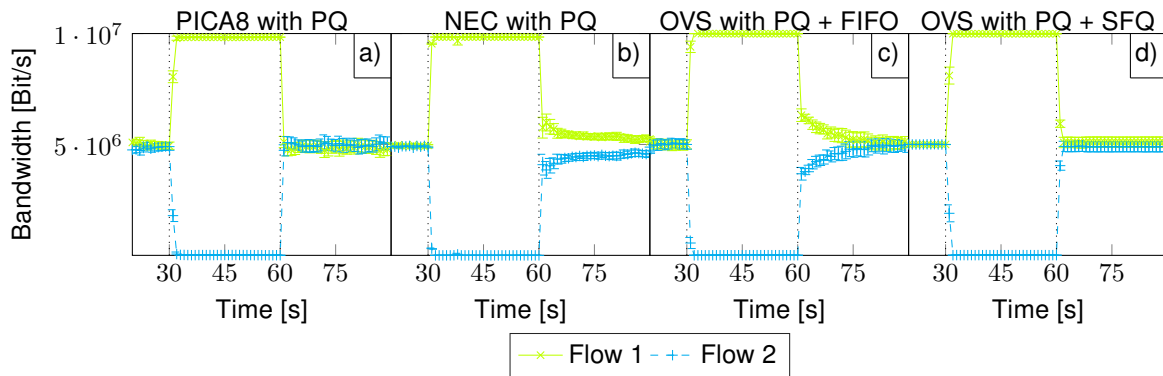 PICA8 with PQ
NEC with PQ
OVS with PQ + FIFO
OVS with PQ + SFQ
Bandwidth [Bit/s]
1 · 10^7
5 · 10^6
a)
b)
c)
d)
30 45 60 75
30 45 60 75
30 45 60 75
30 45 60 75
Time [s]
Time [s]
Time [s]
Time [s]
Flow 1
Flow 2